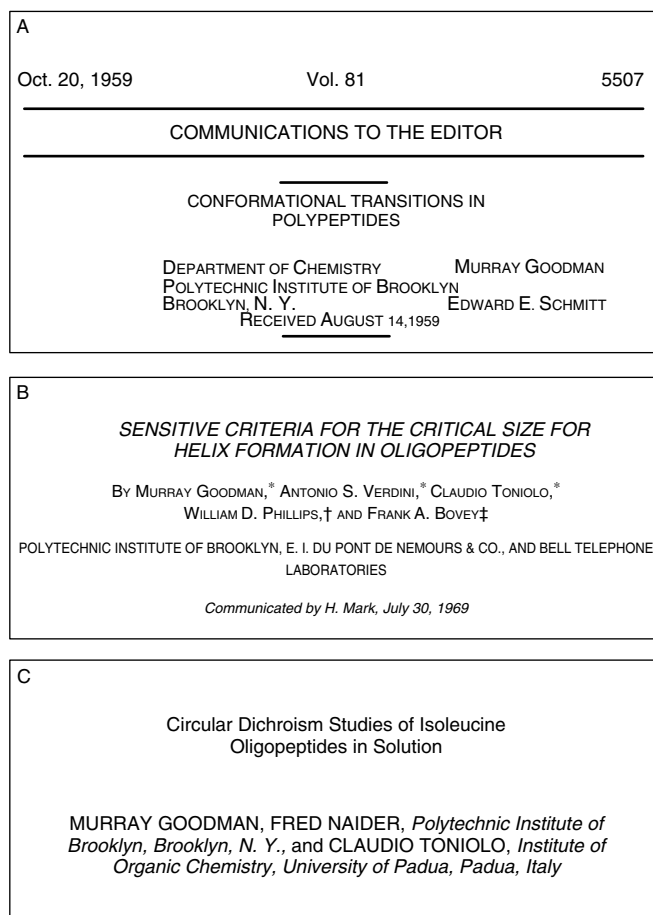 A
Oct. 20, 1959 Vol. 81 5507
COMMUNICATIONS TO THE EDITOR
CONFORMATIONAL TRANSITIONS IN
POLYPEPTIDES
DEPARTMENT OF CHEMISTRY MURRAY GOODMAN
POLYTECHNIC INSTITUTE OF BROOKLYN
BROOKLYN, N. Y. EDWARD E. SCHMITT
RECEIVED AUGUST 14,1959
B
SENSITIVE CRITERIA FOR THE CRITICAL SIZE FOR
HELIX FORMATION IN OLIGOPEPTIDES
BY MURRAY GOODMAN,* ANTONIO S. VERDINI,* CLAUDIO TONIOLO,*
WILLIAM D. PHILLIPS,† AND FRANK A. BOVEY‡
POLYTECHNIC INSTITUTE OF BROOKLYN, E. I. DU PONT DE NEMOURS & CO., AND BELL TELEPHONE
LABORATORIES
Communicated by H. Mark, July 30, 1969
C
Circular Dichroism Studies of Isoleucine
Oligopeptides in Solution
MURRAY GOODMAN, FRED NAIDER, Polytechnic Institute of
Brooklyn, Brooklyn, N. Y., and CLAUDIO TONIOLO, Institute of
Organic Chemistry, University of Padua, Padua, Italy